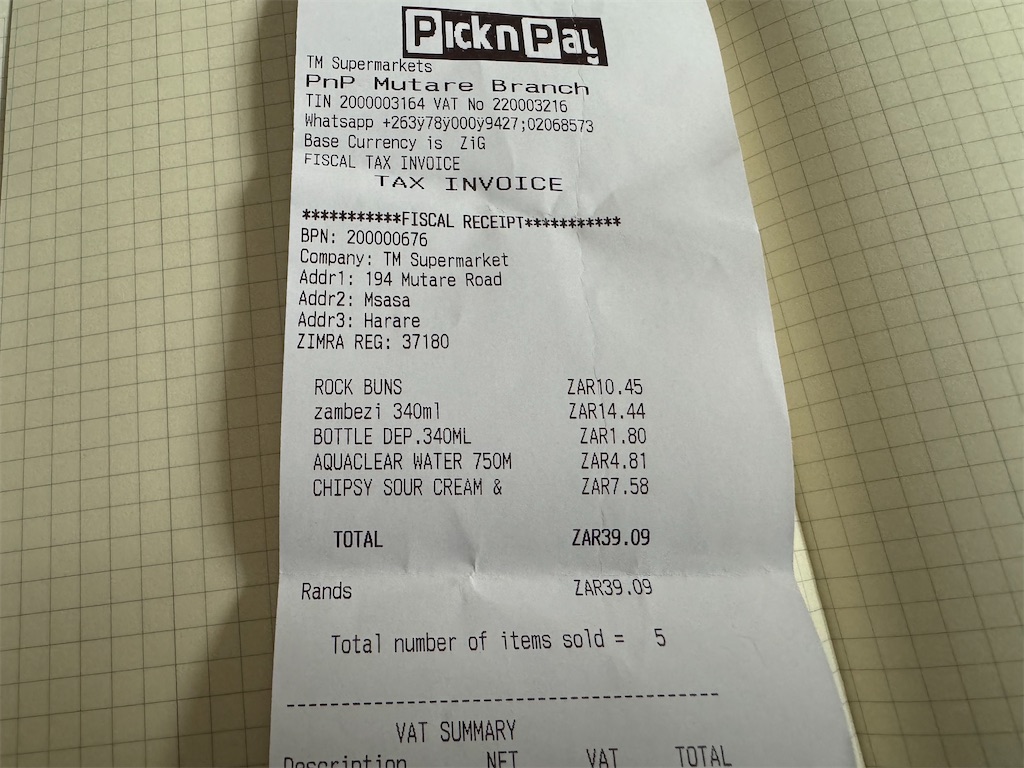 Pick n Pay
TM Supermarkets
PnP Mutare Branch
TIN 2000003164 VAT No 220003216
Whatsapp +263ÿ78ÿ000ÿ9427;02068573
Base Currency is ZiG
FISCAL TAX INVOICE
TAX INVOICE
***********FISCAL RECEIPT***********
BPN: 200000676
Company: TM Supermarket
Addr1: 194 Mutare Road
Addr2: Msasa
Addr3: Harare
ZIMRA REG: 37180
ROCK BUNS ZAR10.45
zambezi 340ml ZAR14.44
BOTTLE DEP.340ML ZAR1.80
AQUACLEAR WATER 750M ZAR4.81
CHIPSY SOUR CREAM & ZAR7.58
TOTAL ZAR39.09
Rands ZAR39.09
Total number of items sold = 5
VAT SUMMARY
Description NET VAT TOTAL